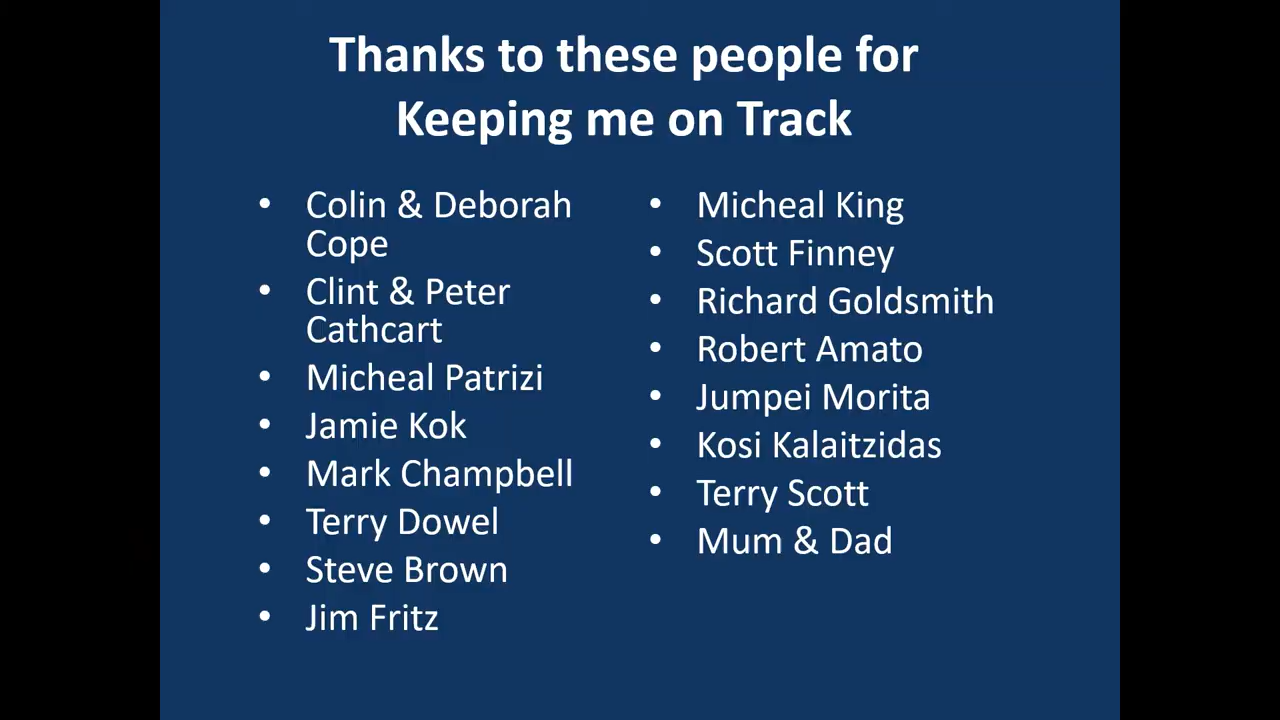 Thanks to these people for
Keeping me on Track
• Colin & Deborah
Cope
• Clint & Peter
Cathcart
• Micheal Patrizi
• Jamie Kok
• Mark Champbell
• Terry Dowel
• Steve Brown
• Jim Fritz
• Micheal King
• Scott Finney
• Richard Goldsmith
• Robert Amato
• Jumpei Morita
• Kosi Kalaitzidas
• Terry Scott
• Mum & Dad